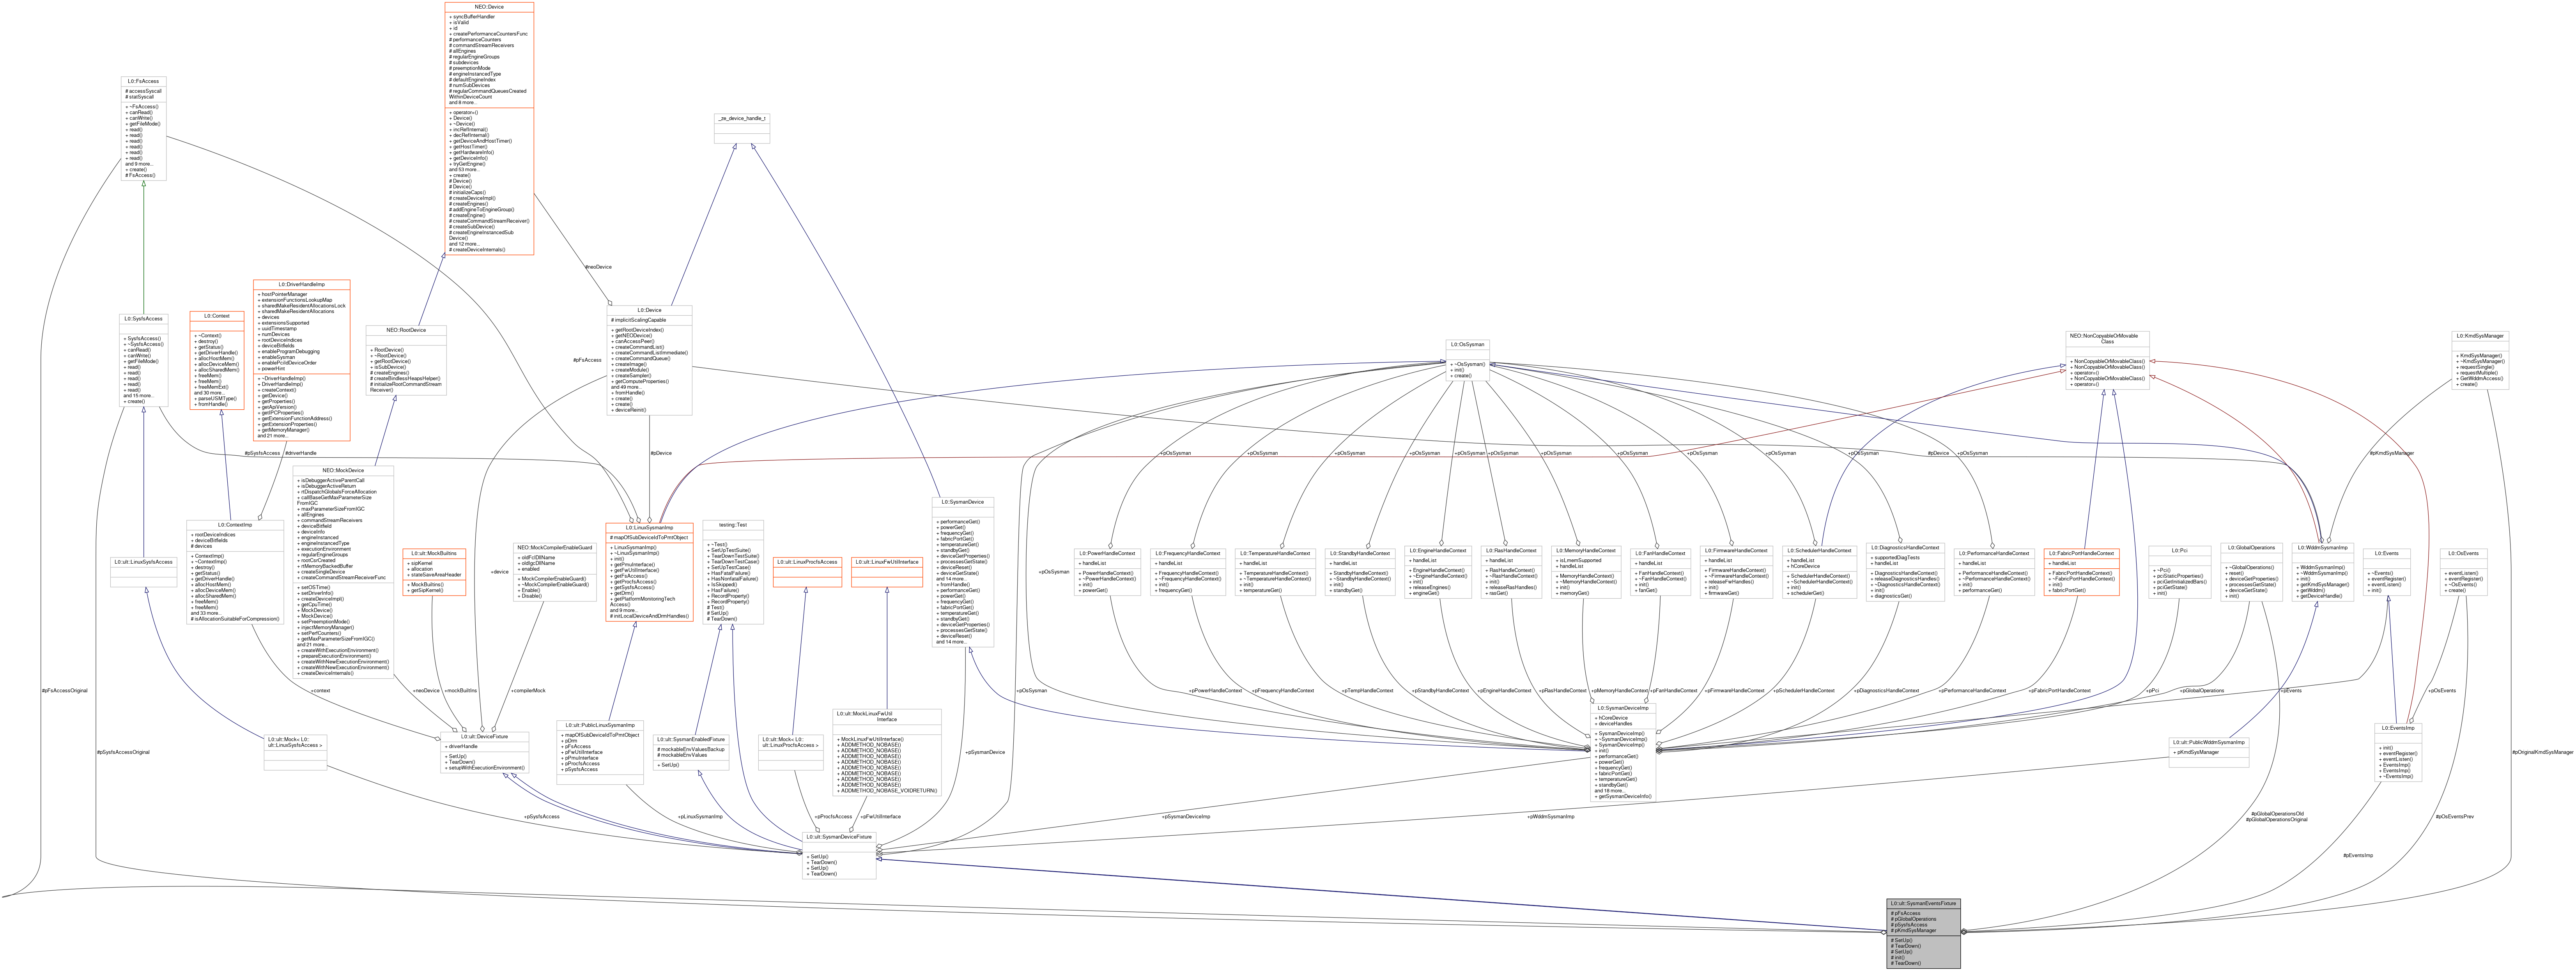 NEO::Device
+ syncBufferHandler
+ isValid
+ id
+ createPerformanceCountersFunc
# performanceCounters
# commandStreamReceivers
# allEngines
# regularEngineGroups
# subdevices
# preemptionMode
# engineInstancedType
# defaultEngineIndex
# numSubDevices
# regularCommandQueuesCreated
WithinDeviceCount
and 8 more...
+ operator=()
+ Device()
+ ~Device()
+ incRefInternal()
+ decRefInternal()
+ getDeviceAndHostTimer()
+ getHostTimer()
+ getHardwareInfo()
+ getDeviceInfo()
+ tryGetEngine()
and 53 more...
+ create()
# Device()
# Device()
# initializeCaps()
# createDeviceImpl()
# createEngines()
# addEngineToEngineGroup()
# createEngine()
# createCommandStreamReceiver()
# createSubDevice()
# createEngineInstancedSub
Device()
and 12 more...
# createDeviceInternals()
L0::FsAccess
# accessSyscall
# statSyscall
+ ~FsAccess()
+ canRead()
+ canWrite()
+ getFileMode()
+ read()
+ read()
+ read()
+ read()
+ read()
+ read()
and 9 more...
+ create()
# FsAccess()
_ze_device_handle_t
#neoDevice
L0::DriverHandleImp
+ hostPointerManager
+ extensionFunctionsLookupMap
+ sharedMakeResidentAllocationsLock
+ sharedMakeResidentAllocations
+ devices
+ extensionsSupported
+ uuidTimestamp
+ numDevices
+ rootDeviceIndices
+ deviceBitfields
+ enableProgramDebugging
+ enableSysman
+ enablePciIdDeviceOrder
+ powerHint
+ ~DriverHandleImp()
+ DriverHandleImp()
+ createContext()
+ getDevice()
+ getProperties()
+ getApiVersion()
+ getIPCProperties()
+ getExtensionFunctionAddress()
+ getExtensionProperties()
+ getMemoryManager()
and 21 more...
L0::Device
# implicitScalingCapable
+ getRootDeviceIndex()
+ getNEODevice()
+ canAccessPeer()
+ createCommandList()
+ createCommandListImmediate()
+ createCommandQueue()
+ createImage()
+ createModule()
+ createSampler()
+ getComputeProperties()
and 49 more...
+ fromHandle()
+ create()
+ create()
+ deviceReinit()
L0::SysfsAccess
+ SysfsAccess()
+ ~SysfsAccess()
+ canRead()
+ canWrite()
+ getFileMode()
+ read()
+ read()
+ read()
+ read()
+ read()
and 15 more...
+ create()
L0::Context
+ ~Context()
+ destroy()
+ getStatus()
+ getDriverHandle()
+ allocHostMem()
+ allocDeviceMem()
+ allocSharedMem()
+ freeMem()
+ freeMem()
+ freeMemExt()
and 30 more...
+ parseUSMType()
+ fromHandle()
NEO::RootDevice
+ RootDevice()
+ ~RootDevice()
+ getRootDevice()
+ isSubDevice()
# createEngines()
# createBindlessHeapsHelper()
# initializeRootCommandStream
Receiver()
#pFsAccess
L0::OsSysman
+ ~OsSysman()
+ init()
+ create()
NEO::NonCopyableOrMovable
Class
+ NonCopyableOrMovableClass()
+ NonCopyableOrMovableClass()
+ operator=()
+ NonCopyableOrMovableClass()
+ operator=()
L0::KmdSysManager
+ KmdSysManager()
+ ~KmdSysManager()
+ requestSingle()
+ requestMultiple()
+ GetWddmAccess()
+ create()
#pSysfsAccess
#driverHandle
#pDevice
+pOsSysman
+pOsSysman
+pOsSysman
+pOsSysman
+pOsSysman
+pOsSysman
+pOsSysman
+pOsSysman
+pOsSysman
+pOsSysman
+pOsSysman
+pOsSysman
#pDevice
#pKmdSysManager
NEO::MockDevice
+ isDebuggerActiveParentCall
+ isDebuggerActiveReturn
+ rtDispatchGlobalsForceAllocation
+ callBaseGetMaxParameterSize
FromIGC
+ maxParameterSizeFromIGC
+ allEngines
+ commandStreamReceivers
+ deviceBitfield
+ deviceInfo
+ engineInstanced
+ engineInstancedType
+ executionEnvironment
+ regularEngineGroups
+ rootCsrCreated
+ rtMemoryBackedBuffer
+ createSingleDevice
+ createCommandStreamReceiverFunc
+ setOSTime()
+ setDriverInfo()
+ createDeviceImpl()
+ getCpuTime()
+ MockDevice()
+ MockDevice()
+ setPreemptionMode()
+ injectMemoryManager()
+ setPerfCounters()
+ getMaxParameterSizeFromIGC()
and 21 more...
+ createWithExecutionEnvironment()
+ prepareExecutionEnvironment()
+ createWithNewExecutionEnvironment()
+ createWithNewExecutionEnvironment()
+ createDeviceInternals()
L0::ContextImp
+ rootDeviceIndices
+ deviceBitfields
# devices
+ ContextImp()
+ ~ContextImp()
+ destroy()
+ getStatus()
+ getDriverHandle()
+ allocHostMem()
+ allocDeviceMem()
+ allocSharedMem()
+ freeMem()
+ freeMem()
and 33 more...
# isAllocationSuitableForCompression()
L0::ult::LinuxSysfsAccess
L0::ult::MockBuiltins
+ sipKernel
+ allocation
+ stateSaveAreaHeader
+ MockBuiltins()
+ getSipKernel()
NEO::MockCompilerEnableGuard
+ oldFclDllName
+ oldIgcDllName
+ enabled
+ MockCompilerEnableGuard()
+ ~MockCompilerEnableGuard()
+ Enable()
+ Disable()
+device
L0::LinuxSysmanImp
# mapOfSubDeviceIdToPmtObject
+ LinuxSysmanImp()
+ ~LinuxSysmanImp()
+ init()
+ getPmuInterface()
+ getFwUtilInterface()
+ getFsAccess()
+ getProcfsAccess()
+ getSysfsAccess()
+ getDrm()
+ getPlatformMonitoringTech
Access()
and 9 more...
# initLocalDeviceAndDrmHandles()
testing::Test
+ ~Test()
+ SetUpTestSuite()
+ TearDownTestSuite()
+ TearDownTestCase()
+ SetUpTestCase()
+ HasFatalFailure()
+ HasNonfatalFailure()
+ IsSkipped()
+ HasFailure()
+ RecordProperty()
+ RecordProperty()
# Test()
# SetUp()
# TearDown()
L0::ult::LinuxProcfsAccess
L0::ult::LinuxFwUtilInterface
L0::SysmanDevice
+ performanceGet()
+ powerGet()
+ frequencyGet()
+ fabricPortGet()
+ temperatureGet()
+ standbyGet()
+ deviceGetProperties()
+ processesGetState()
+ deviceReset()
+ deviceGetState()
and 14 more...
+ fromHandle()
+ performanceGet()
+ powerGet()
+ frequencyGet()
+ fabricPortGet()
+ temperatureGet()
+ standbyGet()
+ deviceGetProperties()
+ processesGetState()
+ deviceReset()
and 14 more...
+pOsSysman
L0::PowerHandleContext
+ handleList
+ PowerHandleContext()
+ ~PowerHandleContext()
+ init()
+ powerGet()
L0::FrequencyHandleContext
+ handleList
+ FrequencyHandleContext()
+ ~FrequencyHandleContext()
+ init()
+ frequencyGet()
L0::TemperatureHandleContext
+ handleList
+ TemperatureHandleContext()
+ ~TemperatureHandleContext()
+ init()
+ temperatureGet()
L0::StandbyHandleContext
+ handleList
+ StandbyHandleContext()
+ ~StandbyHandleContext()
+ init()
+ standbyGet()
L0::EngineHandleContext
+ handleList
+ EngineHandleContext()
+ ~EngineHandleContext()
+ init()
+ releaseEngines()
+ engineGet()
L0::RasHandleContext
+ handleList
+ RasHandleContext()
+ ~RasHandleContext()
+ init()
+ releaseRasHandles()
+ rasGet()
L0::MemoryHandleContext
+ isLmemSupported
+ handleList
+ MemoryHandleContext()
+ ~MemoryHandleContext()
+ init()
+ memoryGet()
L0::FanHandleContext
+ handleList
+ FanHandleContext()
+ ~FanHandleContext()
+ init()
+ fanGet()
L0::FirmwareHandleContext
+ handleList
+ FirmwareHandleContext()
+ ~FirmwareHandleContext()
+ init()
+ releaseFwHandles()
+ firmwareGet()
L0::SchedulerHandleContext
+ handleList
+ hCoreDevice
+ SchedulerHandleContext()
+ ~SchedulerHandleContext()
+ init()
+ schedulerGet()
L0::DiagnosticsHandleContext
+ supportedDiagTests
+ handleList
+ DiagnosticsHandleContext()
+ releaseDiagnosticsHandles()
+ ~DiagnosticsHandleContext()
+ init()
+ diagnosticsGet()
L0::PerformanceHandleContext
+ handleList
+ PerformanceHandleContext()
+ ~PerformanceHandleContext()
+ init()
+ performanceGet()
L0::FabricPortHandleContext
+ handleList
+ FabricPortHandleContext()
+ ~FabricPortHandleContext()
+ init()
+ fabricPortGet()
L0::Pci
+ ~Pci()
+ pciStaticProperties()
+ pciGetInitializedBars()
+ pciGetState()
+ init()
L0::GlobalOperations
+ ~GlobalOperations()
+ reset()
+ deviceGetProperties()
+ processesGetState()
+ deviceGetState()
+ init()
L0::WddmSysmanImp
+ WddmSysmanImp()
+ ~WddmSysmanImp()
+ init()
+ getKmdSysManager()
+ getWddm()
+ getDeviceHandle()
L0::Events
+ ~Events()
+ eventRegister()
+ eventListen()
+ init()
L0::OsEvents
+ eventListen()
+ eventRegister()
+ ~OsEvents()
+ create()
#pFsAccessOriginal
+context
+neoDevice
+mockBuiltIns
+compilerMock
+pOsSysman
+pPowerHandleContext
+pFrequencyHandleContext
+pTempHandleContext
+pStandbyHandleContext
+pEngineHandleContext
+pRasHandleContext
+pMemoryHandleContext
+pFanHandleContext
+pFirmwareHandleContext
+pSchedulerHandleContext
+pDiagnosticsHandleContext
+pPerformanceHandleContext
+pFabricPortHandleContext
+pPci
+pGlobalOperations
+pEvents
+pOsEvents
L0::ult::Mock< L0::
ult::LinuxSysfsAccess >
L0::ult::DeviceFixture
+ driverHandle
+ SetUp()
+ TearDown()
+ setupWithExecutionEnvironment()
L0::ult::PublicLinuxSysmanImp
+ mapOfSubDeviceIdToPmtObject
+ pDrm
+ pFsAccess
+ pFwUtilInterface
+ pPmuInterface
+ pProcfsAccess
+ pSysfsAccess
L0::ult::SysmanEnabledFixture
# mockableEnvValuesBackup
# mockableEnvValues
+ SetUp()
L0::ult::Mock< L0::
ult::LinuxProcfsAccess >
L0::ult::MockLinuxFwUtil
Interface
+ MockLinuxFwUtilInterface()
+ ADDMETHOD_NOBASE()
+ ADDMETHOD_NOBASE()
+ ADDMETHOD_NOBASE()
+ ADDMETHOD_NOBASE()
+ ADDMETHOD_NOBASE()
+ ADDMETHOD_NOBASE()
+ ADDMETHOD_NOBASE()
+ ADDMETHOD_NOBASE()
+ ADDMETHOD_NOBASE_VOIDRETURN()
L0::SysmanDeviceImp
+ hCoreDevice
+ deviceHandles
+ SysmanDeviceImp()
+ ~SysmanDeviceImp()
+ SysmanDeviceImp()
+ init()
+ performanceGet()
+ powerGet()
+ frequencyGet()
+ fabricPortGet()
+ temperatureGet()
+ standbyGet()
and 18 more...
+ getSysmanDeviceInfo()
L0::ult::PublicWddmSysmanImp
+ pKmdSysManager
L0::EventsImp
+ init()
+ eventRegister()
+ eventListen()
+ EventsImp()
+ EventsImp()
+ ~EventsImp()
#pSysfsAccessOriginal
+pSysmanDevice
#pOriginalKmdSysManager
+pSysfsAccess
+pLinuxSysmanImp
+pProcfsAccess
+pFwUtilInterface
+pSysmanDeviceImp
+pWddmSysmanImp
#pGlobalOperationsOld
#pGlobalOperationsOriginal
#pOsEventsPrev
L0::ult::SysmanDeviceFixture
+ SetUp()
+ TearDown()
+ SetUp()
+ TearDown()
#pEventsImp
L0::ult::SysmanEventsFixture
# pFsAccess
# pGlobalOperations
# pSysfsAccess
# pKmdSysManager
# SetUp()
# TearDown()
# SetUp()
# init()
# TearDown()